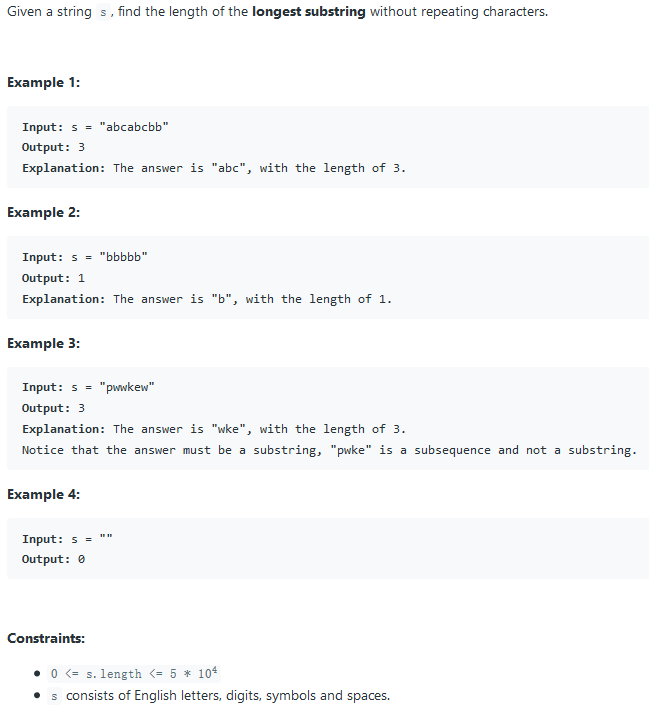 Given a string s, find the length of the longest substring without repeating characters.
Example 1:
Input: s = "abcabcbb"
Output: 3
Explanation: The answer is "abc", with the length of 3.
Example 2:
Input: s = "bbbbb"
Output: 1
Explanation: The answer is "b", with the length of 1.
Example 3:
Input: s = "pwwkew"
Output: 3
Explanation: The answer is "wke", with the length of 3.
Notice that the answer must be a substring, "pwke" is a subsequence and not a substring.
Example 4:
Input: s = ""
Output: 0
Constraints:
• 0 <= s.length <= 5 * 10⁴
• s consists of English letters, digits, symbols and spaces.